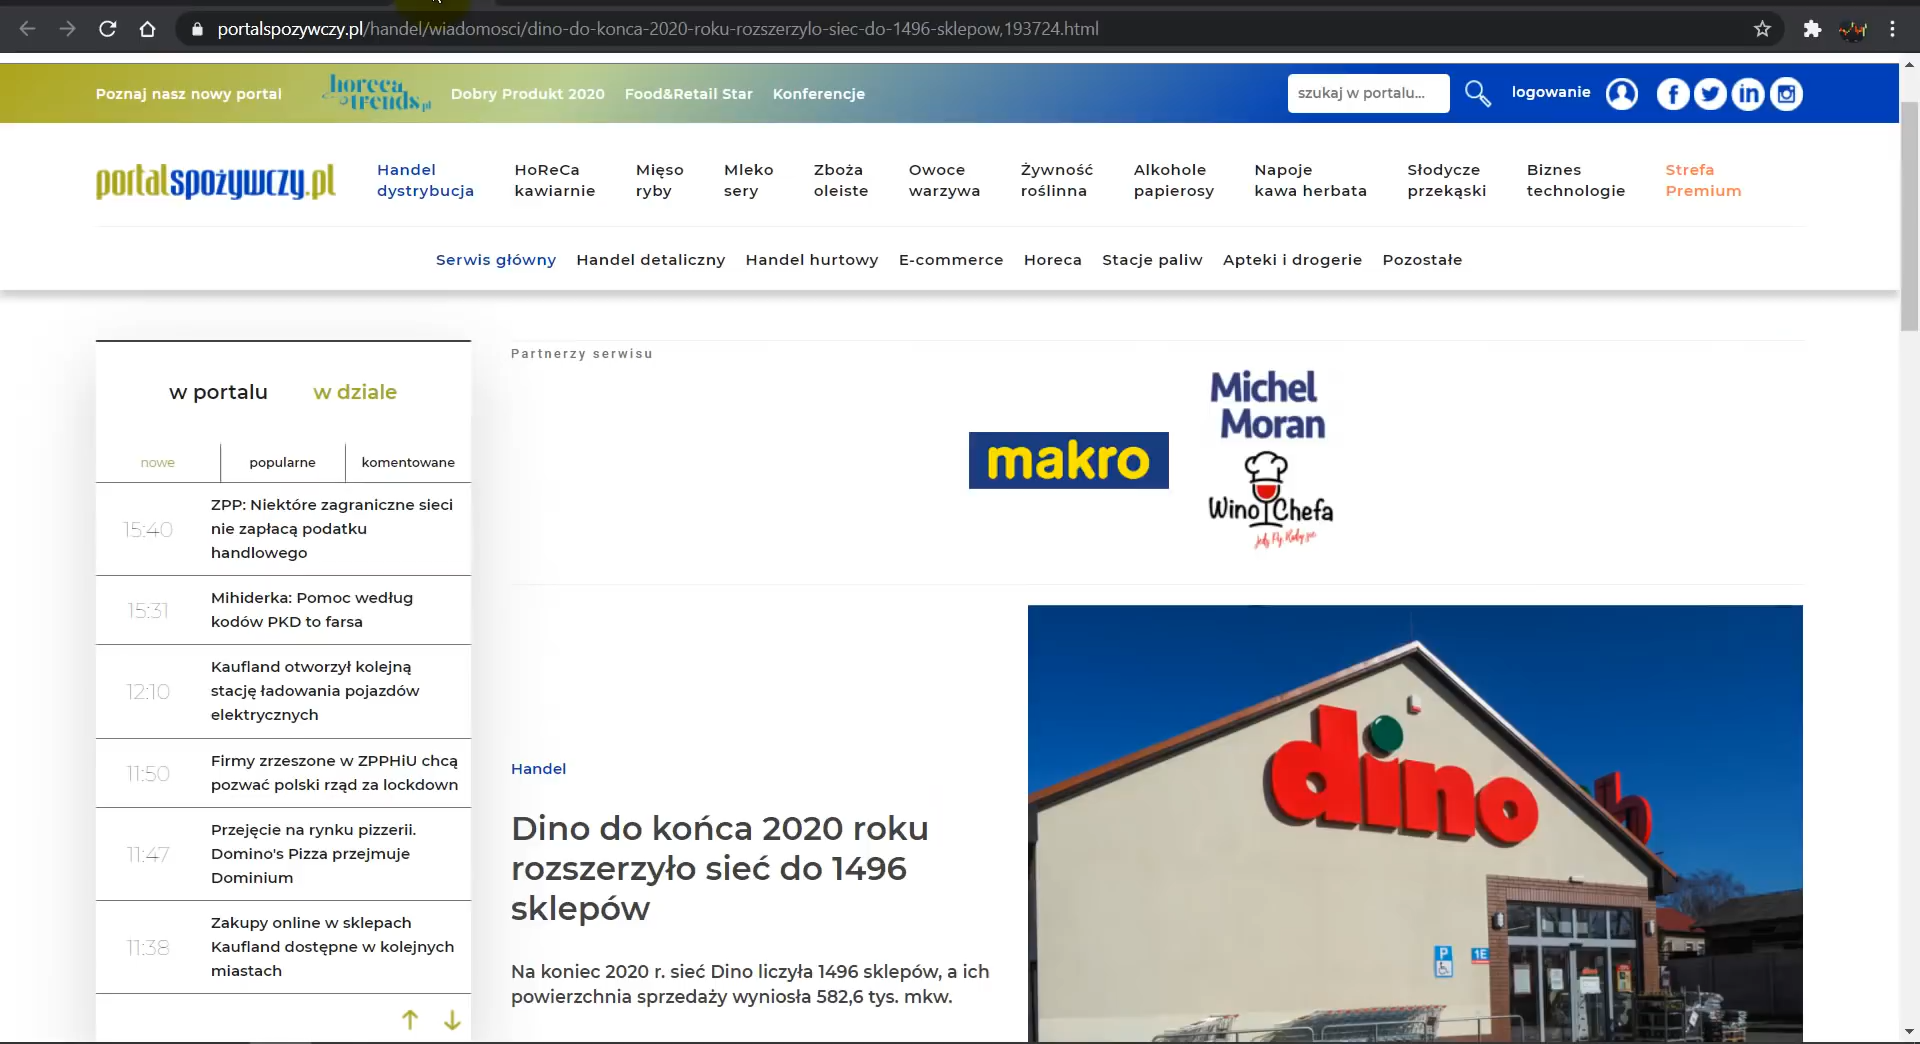 portalspozywczy.pl/handel/wiadomosci/dino-do-konca-2020-roku-rozszerzylo-siec-do-1496-sklepow,193724.html
Poznaj nasz nowy portal
horeca
trends.pl
Dobry Produkt 2020
Food&Retail Star
Konferencje
szukaj w portalu...
logowanie
portalspożywczy.pl
Handel
dystrybucja
HoReCa
kawiarnie
Mięso
ryby
Mleko
sery
Zboża
oleiste
Owoce
warzywa
Żywność
roślinna
Alkohole
papierosy
Napoje
kawa herbata
Słodycze
przekąski
Biznes
technologie
Strefa
Premium
Serwis główny
Handel detaliczny
Handel hurtowy
E-commerce
Horeca
Stacje paliw
Apteki i drogerie
Pozostałe
w portalu
w dziale
nowe
popularne
komentowane
15:40
ZPP: Niektóre zagraniczne sieci
nie zapłacą podatku
handlowego
15:31
Mihiderka: Pomoc według
kodów PKD to farsa
12:10
Kaufland otworzył kolejną
stację ładowania pojazdów
elektrycznych
11:50
Firmy zrzeszone w ZPPHiU chcą
pozwać polski rząd za lockdown
11:47
Przejęcie na rynku pizzerii.
Domino's Pizza przejmuje
Dominium
11:38
Zakupy online w sklepach
Kaufland dostępne w kolejnych
miastach
Partnerzy serwisu
makro
Michel
Moran
Wino Chefa
Handel
Dino do końca 2020 roku
rozszerzyło sieć do 1496
sklepów
Na koniec 2020 r. sieć Dino liczyła 1496 sklepów, a ich
powierzchnia sprzedaży wyniosła 582,6 tys. mkw.
dino
P
1E